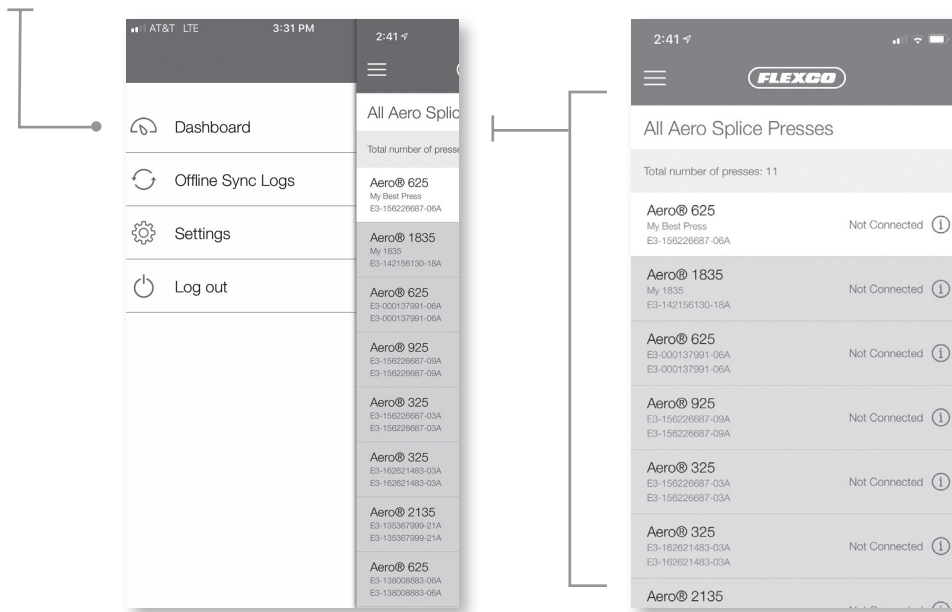 AT&T LTE 3:31 PM
Dashboard
Offline Sync Logs
Settings
Log out
2:41
All Aero Splic
Total number of presse
Aero® 625
My Best Press
E3-156226687-06A
Aero® 1835
My 1835
E3-142156130-18A
Aero® 625
E3-000137991-06A
E3-000137991-06A
Aero® 925
E3-156226687-09A
E3-156226687-09A
Aero® 325
E3-156226687-03A
E3-156226687-03A
Aero® 325
E3-162621483-03A
E3-162621483-03A
Aero® 2135
E3-135367999-21A
E3-135367999-21A
Aero® 625
E3-138008883-06A
E3-138008883-06A
2:41
FLEXCO
All Aero Splice Presses
Total number of presses: 11
Aero® 625
My Best Press
Not Connected
E3-156226687-06A
Aero® 1835
My 1835
Not Connected
E3-142156130-18A
Aero® 625
E3-000137991-06A
Not Connected
E3-000137991-06A
Aero® 925
E3-156226687-09A
Not Connected
E3-156226687-09A
Aero® 325
E3-156226687-03A
Not Connected
E3-156226687-03A
Aero® 325
E3-162621483-03A
Not Connected
E3-162621483-03A
Aero® 2135